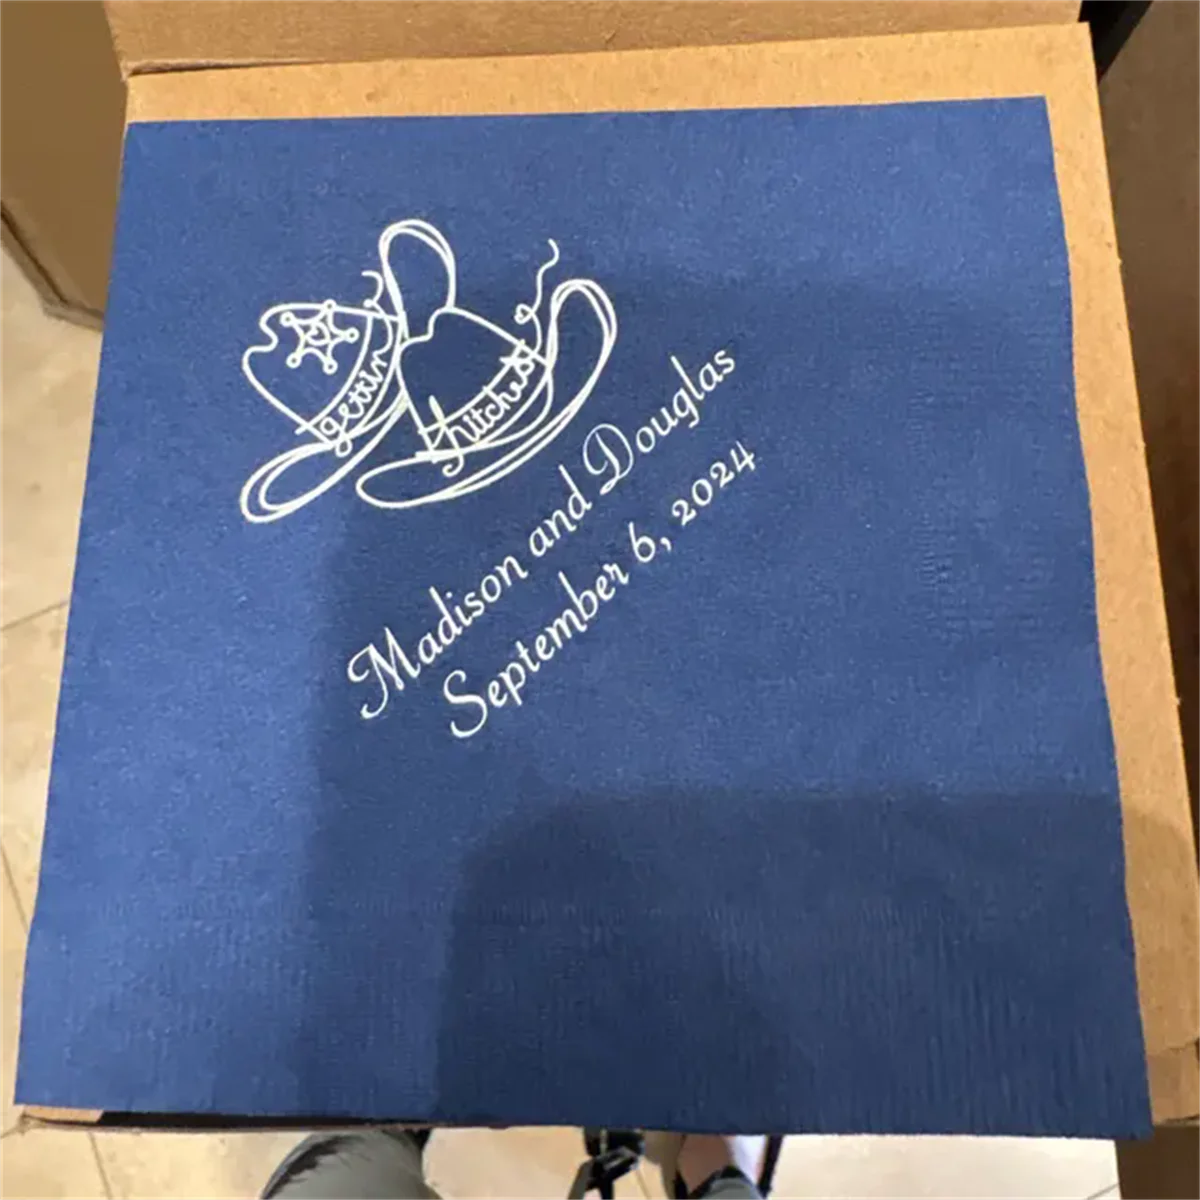 gettin
hitched
Madison and Douglas
September 6, 2024